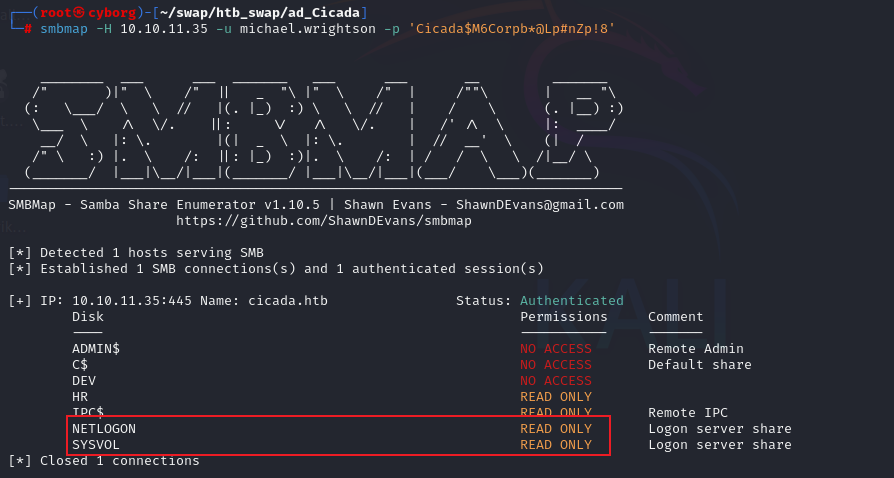 ┌──(root㉿cyborg)-[~/swap/htb_swap/ad_Cicada]
└─# smbmap -H 10.10.11.35 -u michael.wrightson -p 'Cicada$M6Corpb*@Lp#nZp!8'
SMBMAP
SMBMap - Samba Share Enumerator v1.10.5 | Shawn Evans - ShawnDEvans@gmail.com
https://github.com/ShawnDEvans/smbmap
[*] Detected 1 hosts serving SMB
[*] Established 1 SMB connections(s) and 1 authenticated session(s)
[+] IP: 10.10.11.35:445 Name: cicada.htb Status: Authenticated
Disk Permissions Comment
---- ----------- -------
ADMIN$ NO ACCESS Remote Admin
C$ NO ACCESS Default share
DEV NO ACCESS
HR READ ONLY
IPC$ READ ONLY Remote IPC
NETLOGON READ ONLY Logon server share
SYSVOL READ ONLY Logon server share
[*] Closed 1 connections
KALI